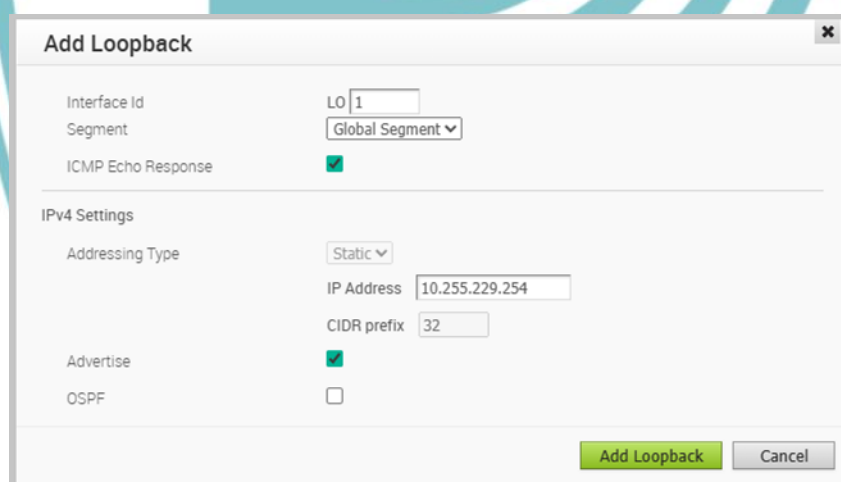 Add Loopback
Interface Id LO 1
Segment Global Segment
ICMP Echo Response
IPv4 Settings
Addressing Type Static
IP Address 10.255.229.254
CIDR prefix 32
Advertise
OSPF
Add Loopback Cancel